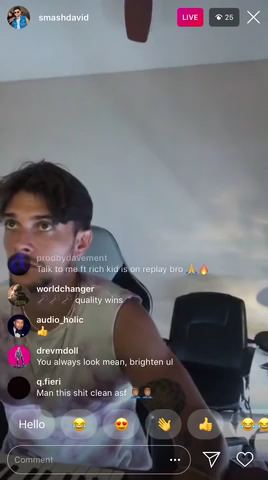 smashdavid
LIVE
25
prodbydavement
Talk to me ft rich kid is on replay bro 🙏🔥
worldchanger
quality wins
audio_holic
👍
drevmdoll
You always look mean, brighten ul
q.fieri
Man this shit clean asf
Hello
Comment